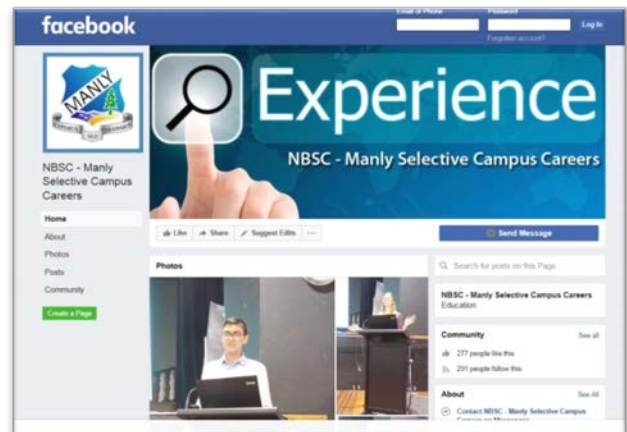 facebook
Email or Phone
Password
Log In
Forgotten account?
MANLY
Experience
NBSC - Manly Selective Campus Careers
NBSC - Manly
Selective Campus
Careers
Home
About
Photos
Posts
Community
Create a Page
Like
Share
Suggest Edits
Send Message
Photos
Search for posts on this Page
NBSC - Manly Selective Campus Careers
Education
Community
See all
277 people like this
291 people follow this
About
See All
Contact NBSC - Manly Selective Campus
Careers on Messenger